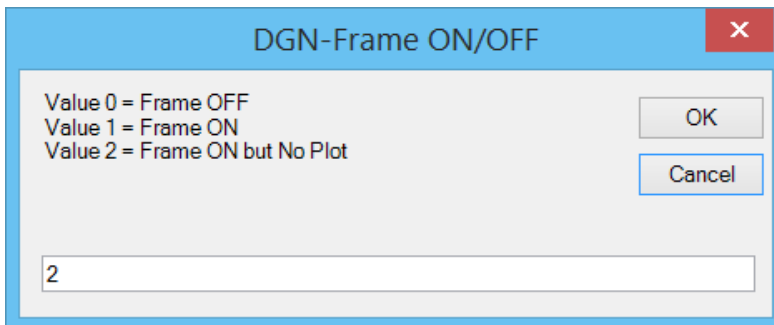 DGN-Frame ON/OFF
Value 0 = Frame OFF
Value 1 = Frame ON
Value 2 = Frame ON but No Plot
OK
Cancel
2